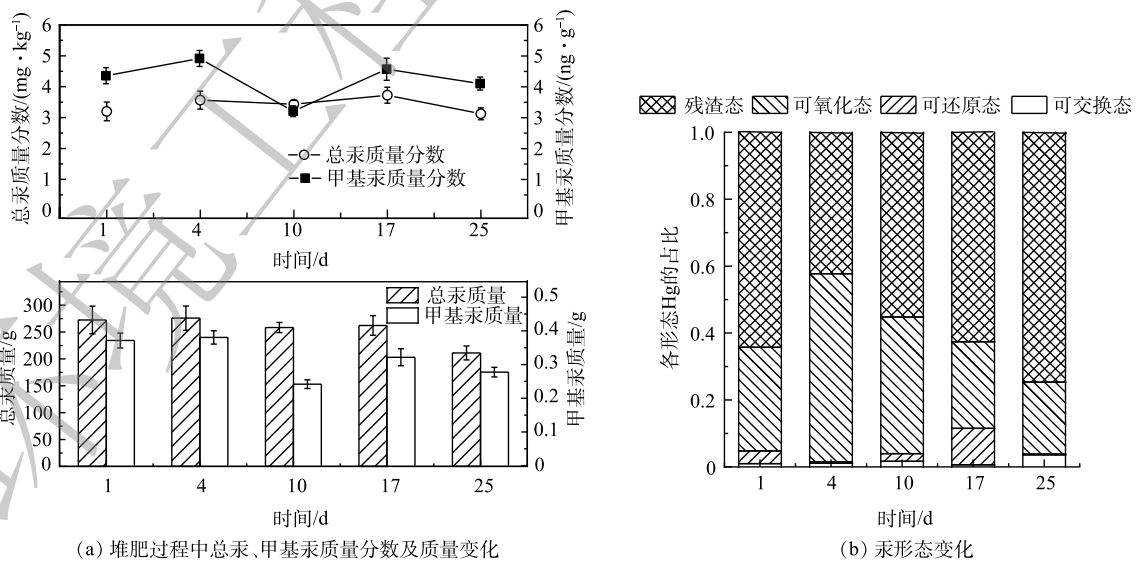 总汞质量分数/(mg·kg⁻¹)
6
5
4
3
2
1
0
6
5
4
3
2
1
0
甲基汞质量分数/(ng·g⁻¹)
总汞质量分数
甲基汞质量分数
1 4 10 17 25
时间/d
总汞质量/g
300
250
200
150
100
50
0
总汞质量
甲基汞质量
0.5
0.4
0.3
0.2
0.1
0
甲基汞质量/g
1 4 10 17 25
时间/d
(a) 堆肥过程中总汞、甲基汞质量分数及质量变化
残渣态 可氧化态 可还原态 可交换态
各形态Hg的占比
1.0
0.8
0.6
0.4
0.2
0
1 4 10 17 25
时间/d
(b) 汞形态变化
环境工程